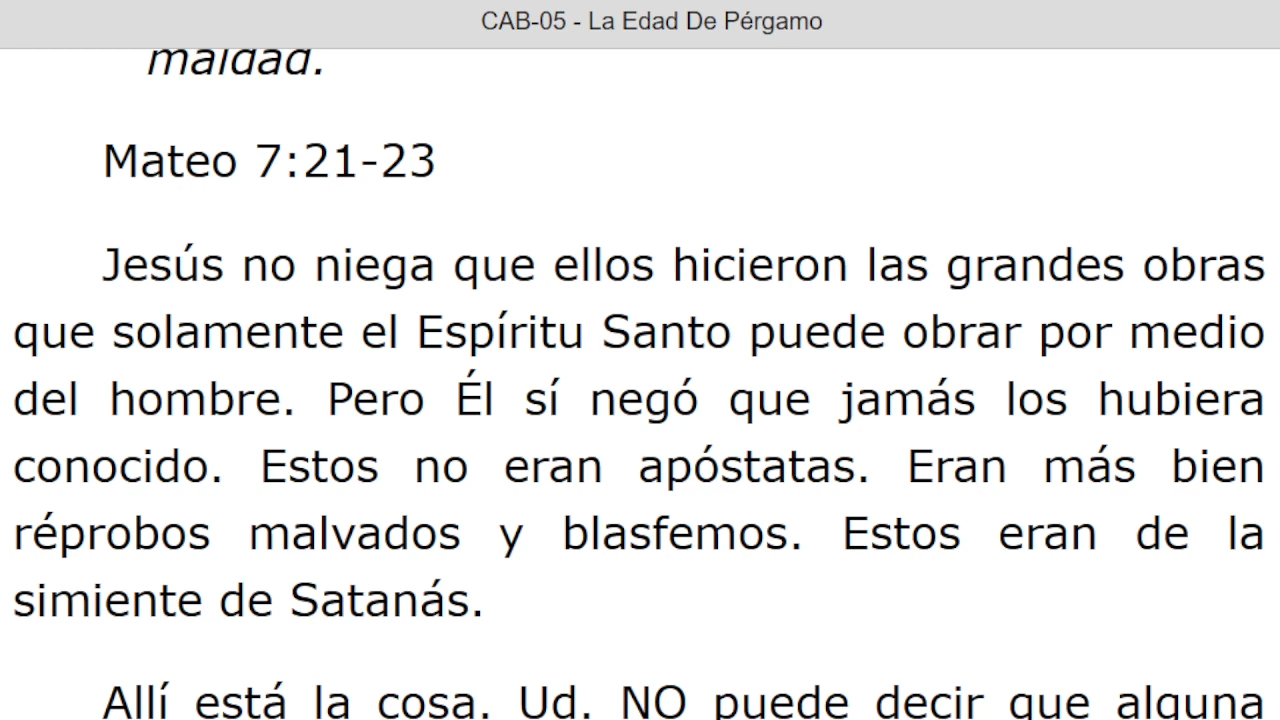 CAB-05 - La Edad De Pérgamo
maldad.
Mateo 7:21-23
Jesús no niega que ellos hicieron las grandes obras
que solamente el Espíritu Santo puede obrar por medio
del hombre. Pero Él sí negó que jamás los hubiera
conocido. Estos no eran apóstatas. Eran más bien
réprobos malvados y blasfemos. Estos eran de la
simiente de Satanás.
Allí está la cosa. Ud. NO puede decir que alguna